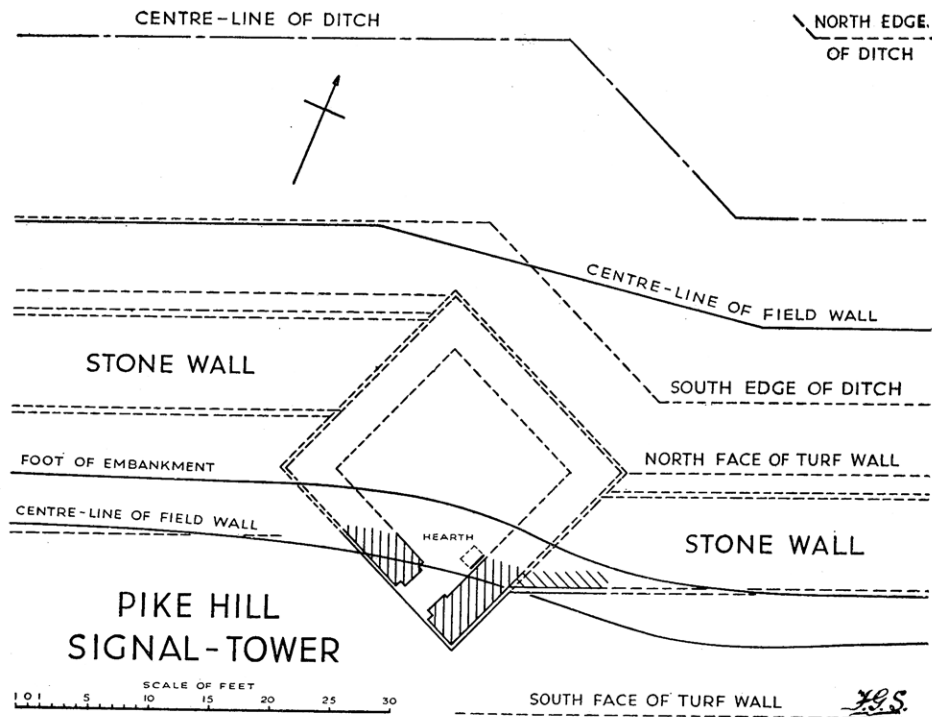 CENTRE-LINE OF DITCH
NORTH EDGE.
OF DITCH
CENTRE-LINE OF FIELD WALL
STONE WALL
SOUTH EDGE OF DITCH
FOOT OF EMBANKMENT
NORTH FACE OF TURF WALL
CENTRE-LINE OF FIELD WALL
HEARTH
STONE WALL
PIKE HILL
SIGNAL-TOWER
SCALE OF FEET
1 0 1 5 10 15 20 25 30
SOUTH FACE OF TURF WALL
F.G.S.